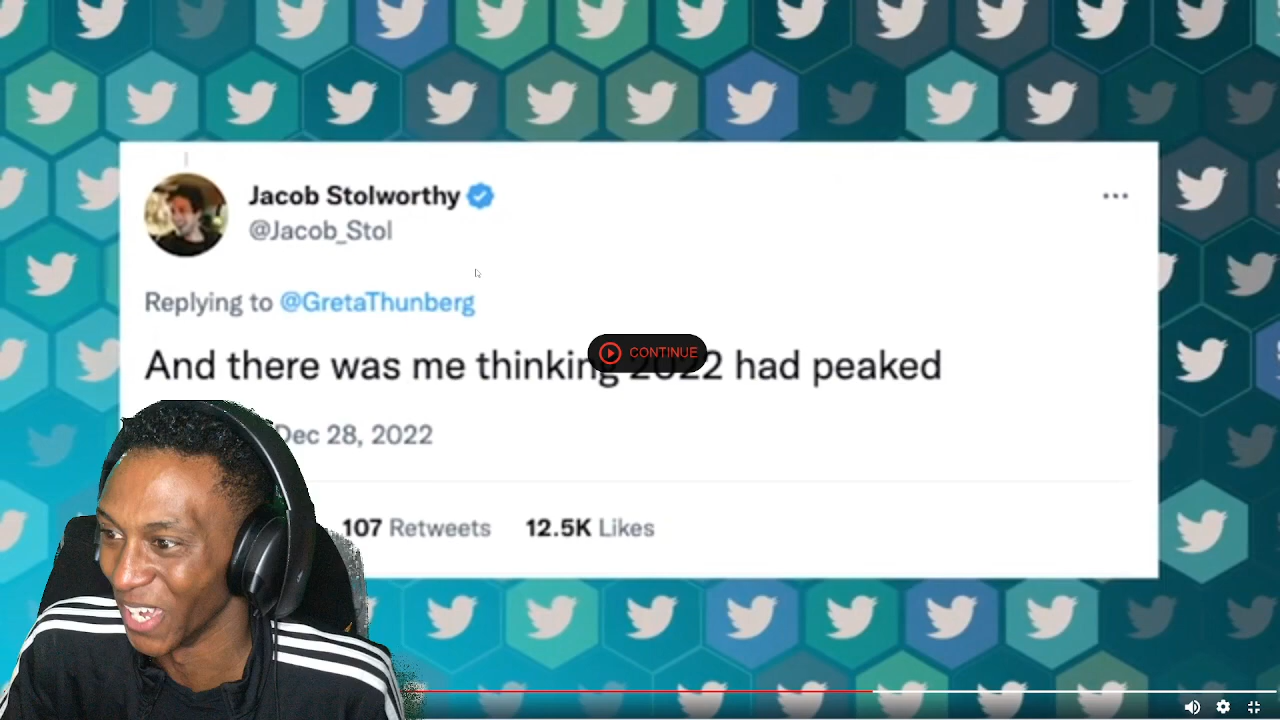 Jacob Stolworthy
@Jacob_Stol
Replying to @GretaThunberg
And there was me thinking 2022 had peaked
CONTINUE
Dec 28, 2022
107 Retweets 12.5K Likes